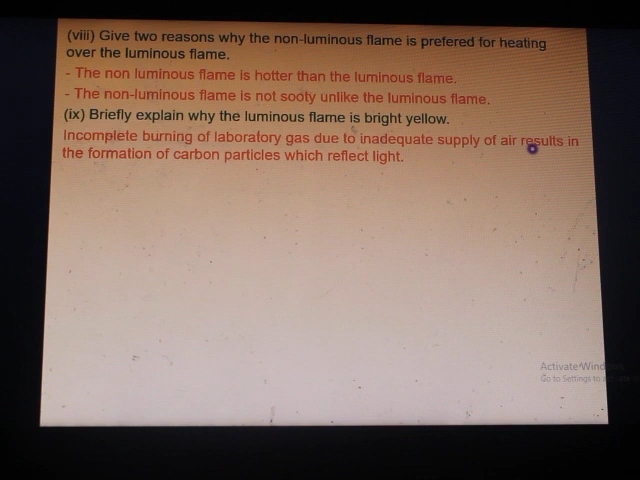 (viii) Give two reasons why the non-luminous flame is prefered for heating
over the luminous flame.
- The non luminous flame is hotter than the luminous flame.
- The non-luminous flame is not sooty unlike the luminous flame.
(ix) Briefly explain why the luminous flame is bright yellow.
Incomplete burning of laboratory gas due to inadequate supply of air results in
the formation of carbon particles which reflect light.
Activate Wind
Go to Settings to